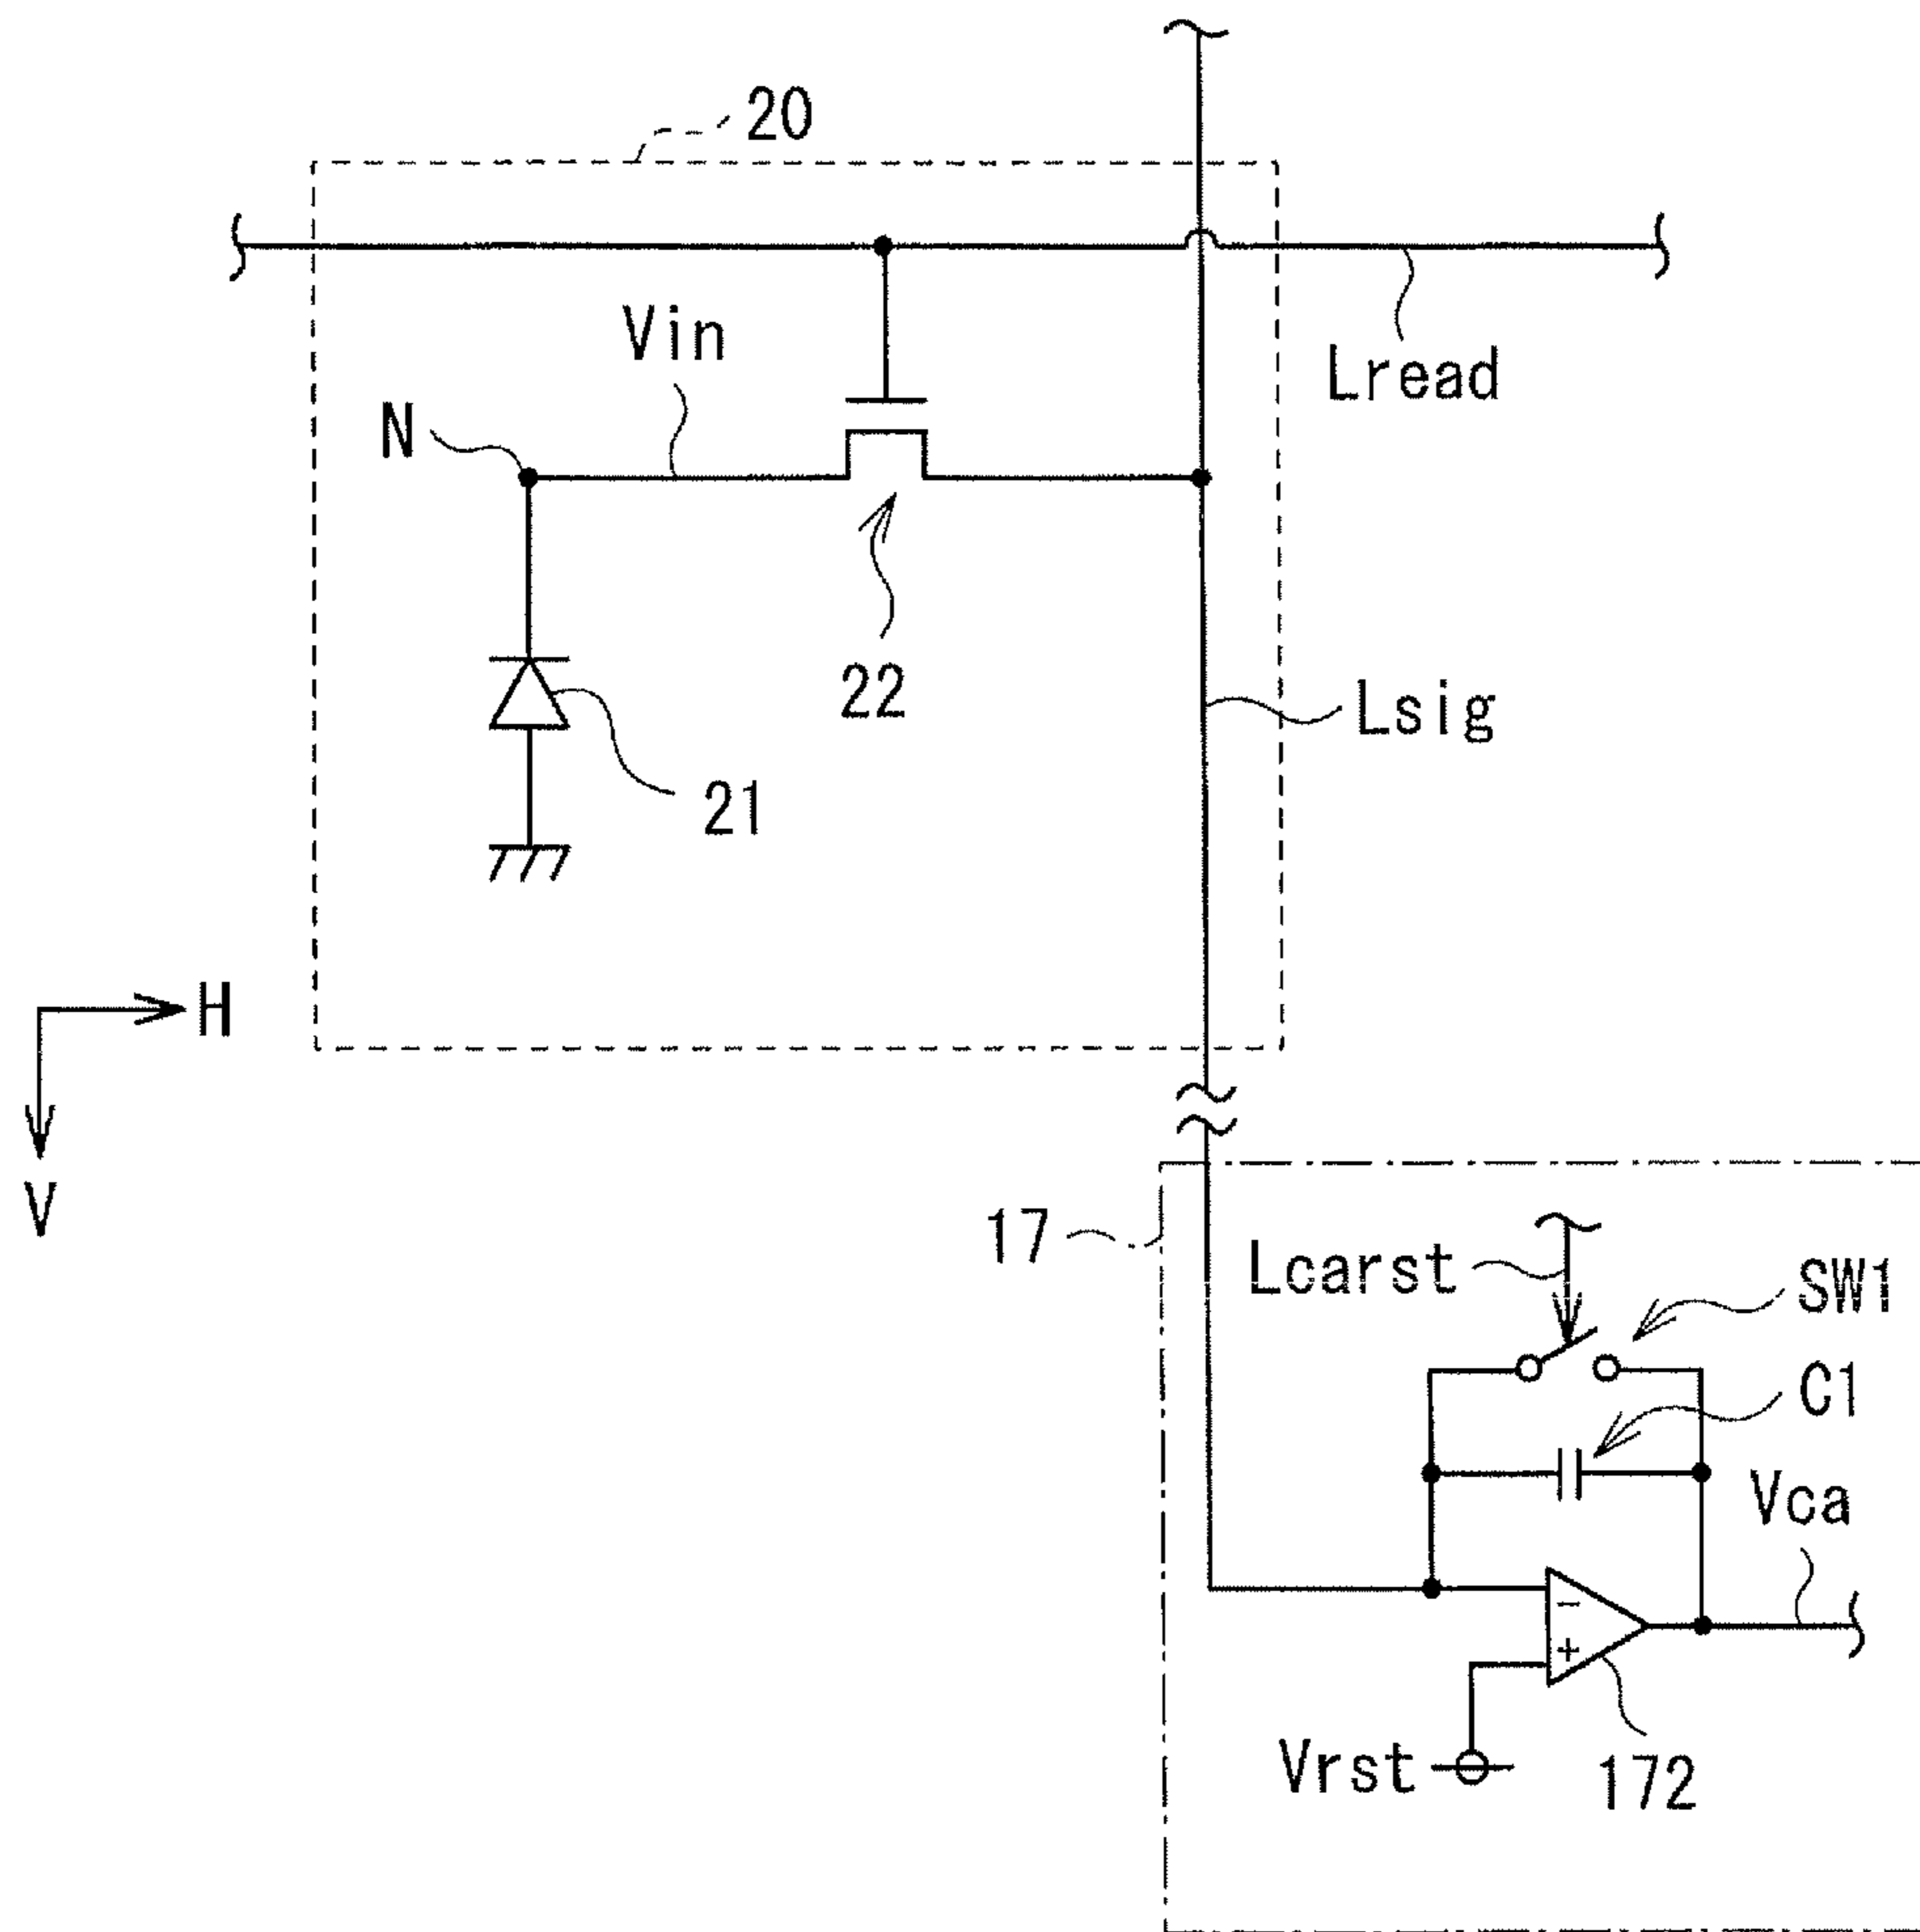 20
Vin
Lread
N
22
Lsig
21
H
V
17
Lcarst
SW1
C1
Vca
−
+
Vrst
172